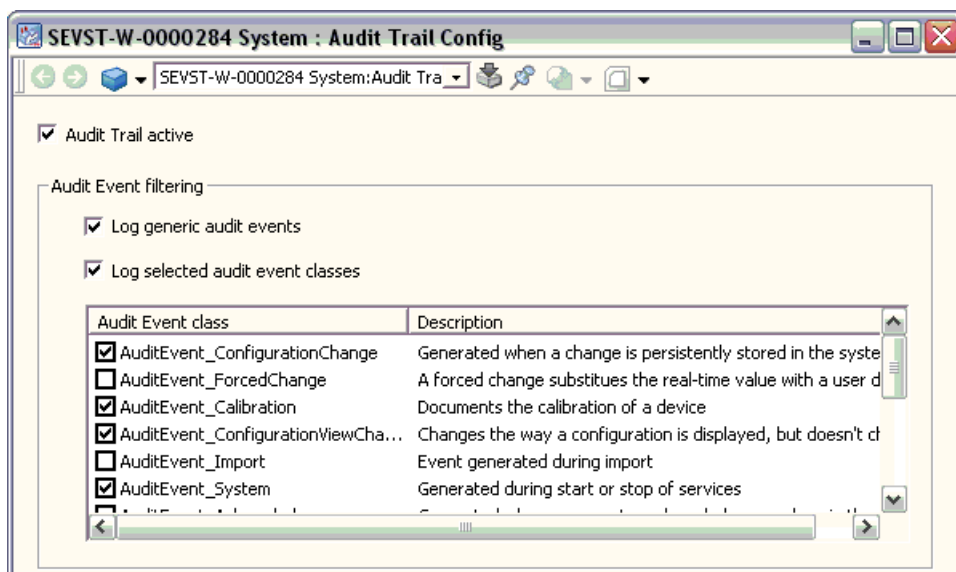 SEVST-W-0000284 System : Audit Trail Config
SEVST-W-0000284 System:Audit Tra
Audit Trail active
Audit Event filtering
Log generic audit events
Log selected audit event classes
Audit Event class Description
AuditEvent_ConfigurationChange Generated when a change is persistently stored in the syste
AuditEvent_ForcedChange A forced change substitues the real-time value with a user d
AuditEvent_Calibration Documents the calibration of a device
AuditEvent_ConfigurationViewCha... Changes the way a configuration is displayed, but doesn't ch
AuditEvent_Import Event generated during import
AuditEvent_System Generated during start or stop of services